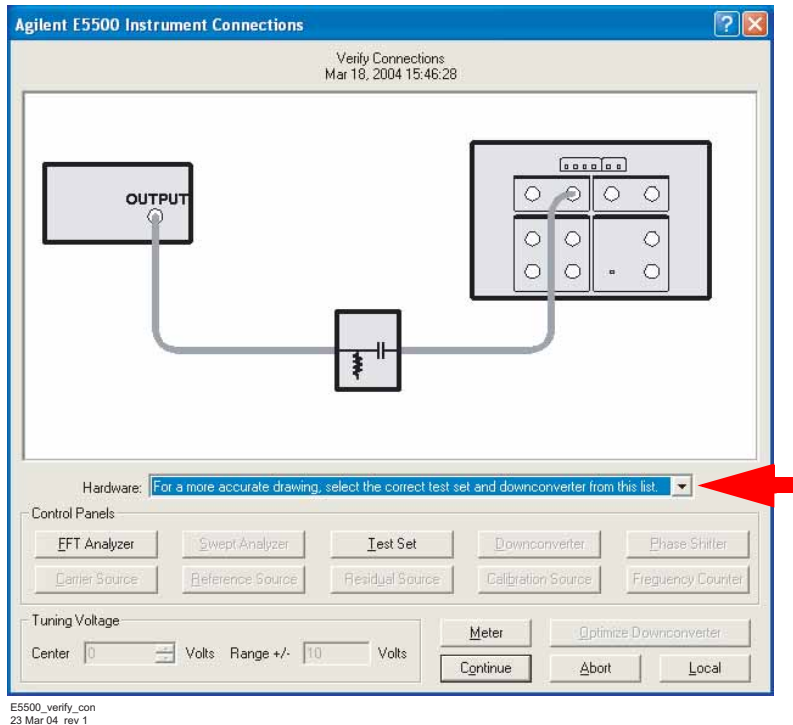 Agilent E5500 Instrument Connections
Verify Connections
Mar 18, 2004 15:46:28
OUTPUT
Hardware: For a more accurate drawing, select the correct test set and downconverter from this list.
Control Panels
FFT Analyzer Swept Analyzer Test Set Downconverter Phase Shifter
Carrier Source Reference Source Residual Source Calibration Source Frequency Counter
Tuning Voltage
Center 0 Volts Range +/- 10 Volts
Meter Optimize Downconverter
Continue Abort Local
E5500_verify_con
23 Mar 04 rev 1